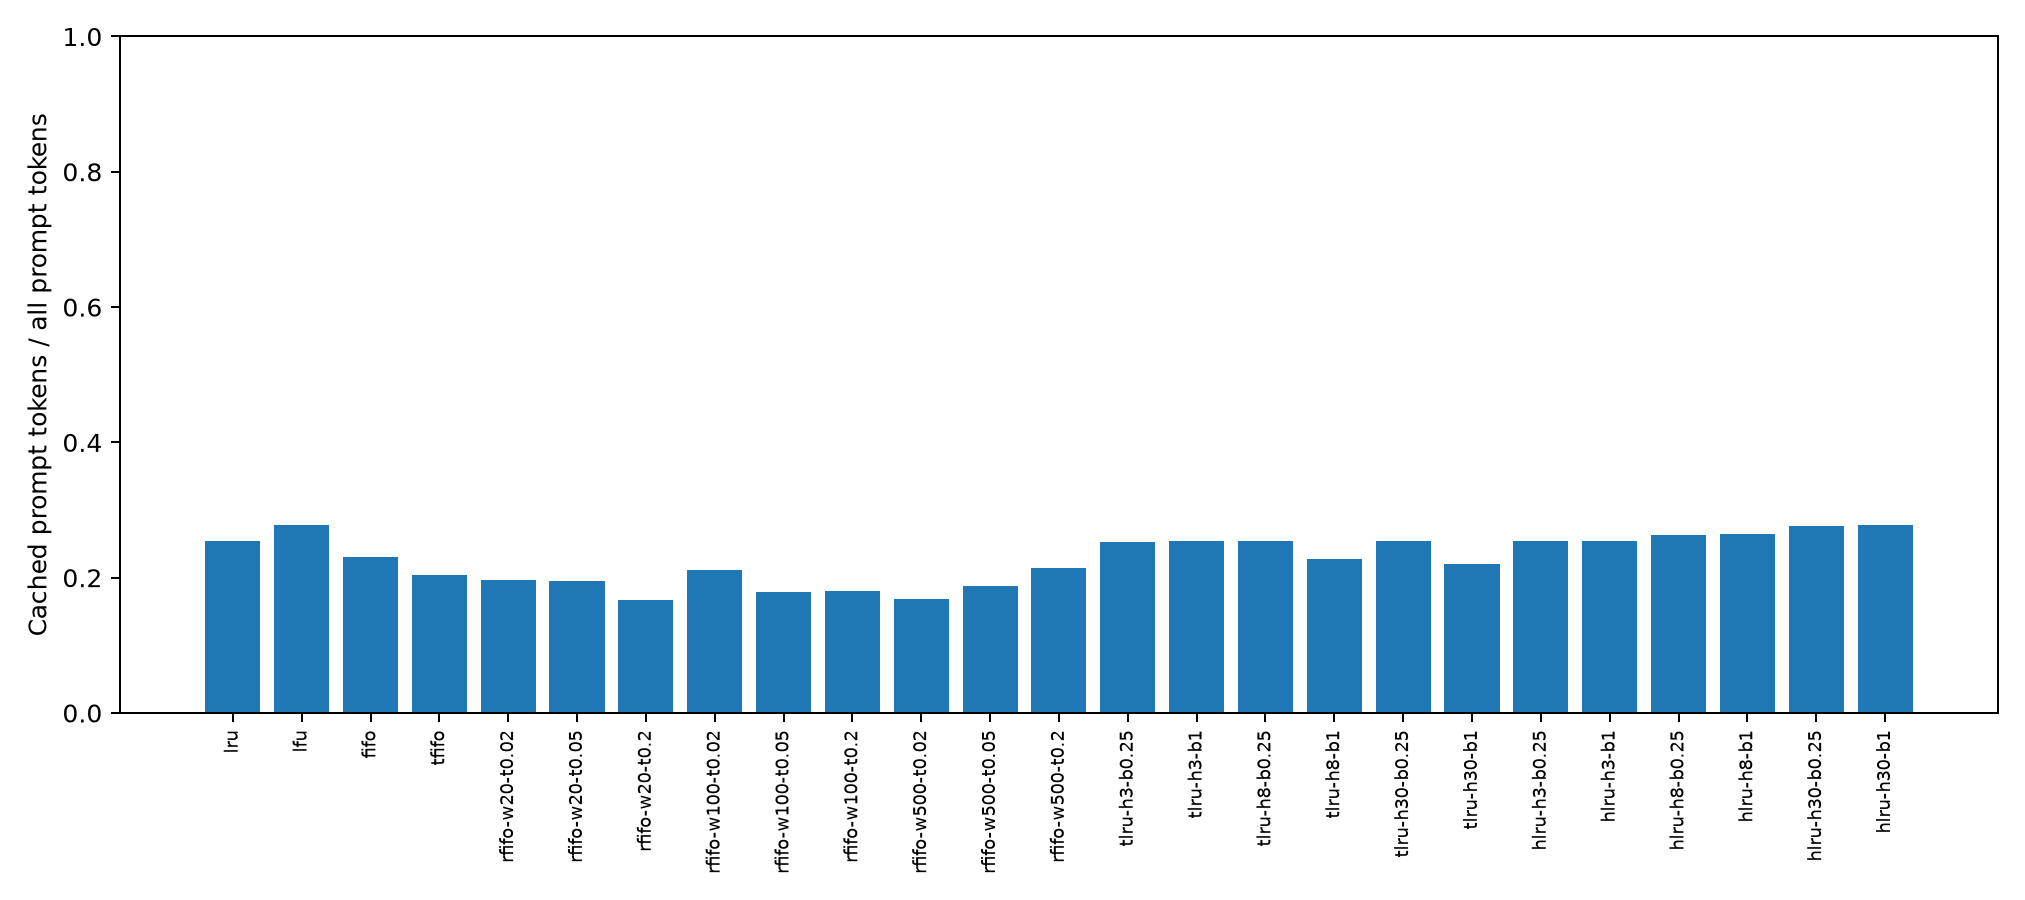 Cached prompt tokens / all prompt tokens
1.0
0.8
0.6
0.4
0.2
0.0
lru
lfu
fifo
tfifo
rfifo-w20-t0.02
rfifo-w20-t0.05
rfifo-w20-t0.2
rfifo-w100-t0.02
rfifo-w100-t0.05
rfifo-w100-t0.2
rfifo-w500-t0.02
rfifo-w500-t0.05
rfifo-w500-t0.2
tlru-h3-b0.25
tlru-h3-b1
tlru-h8-b0.25
tlru-h8-b1
tlru-h30-b0.25
tlru-h30-b1
hlru-h3-b0.25
hlru-h3-b1
hlru-h8-b0.25
hlru-h8-b1
hlru-h30-b0.25
hlru-h30-b1